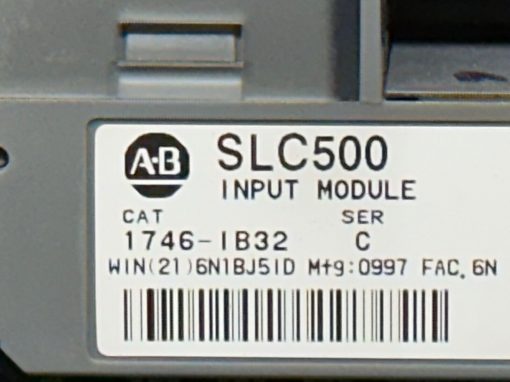 A-B SLC500
INPUT MODULE
CAT SER
1746-IB32 C
WIN(21)6N1BJ5ID Mfg:0997 FAC.6N